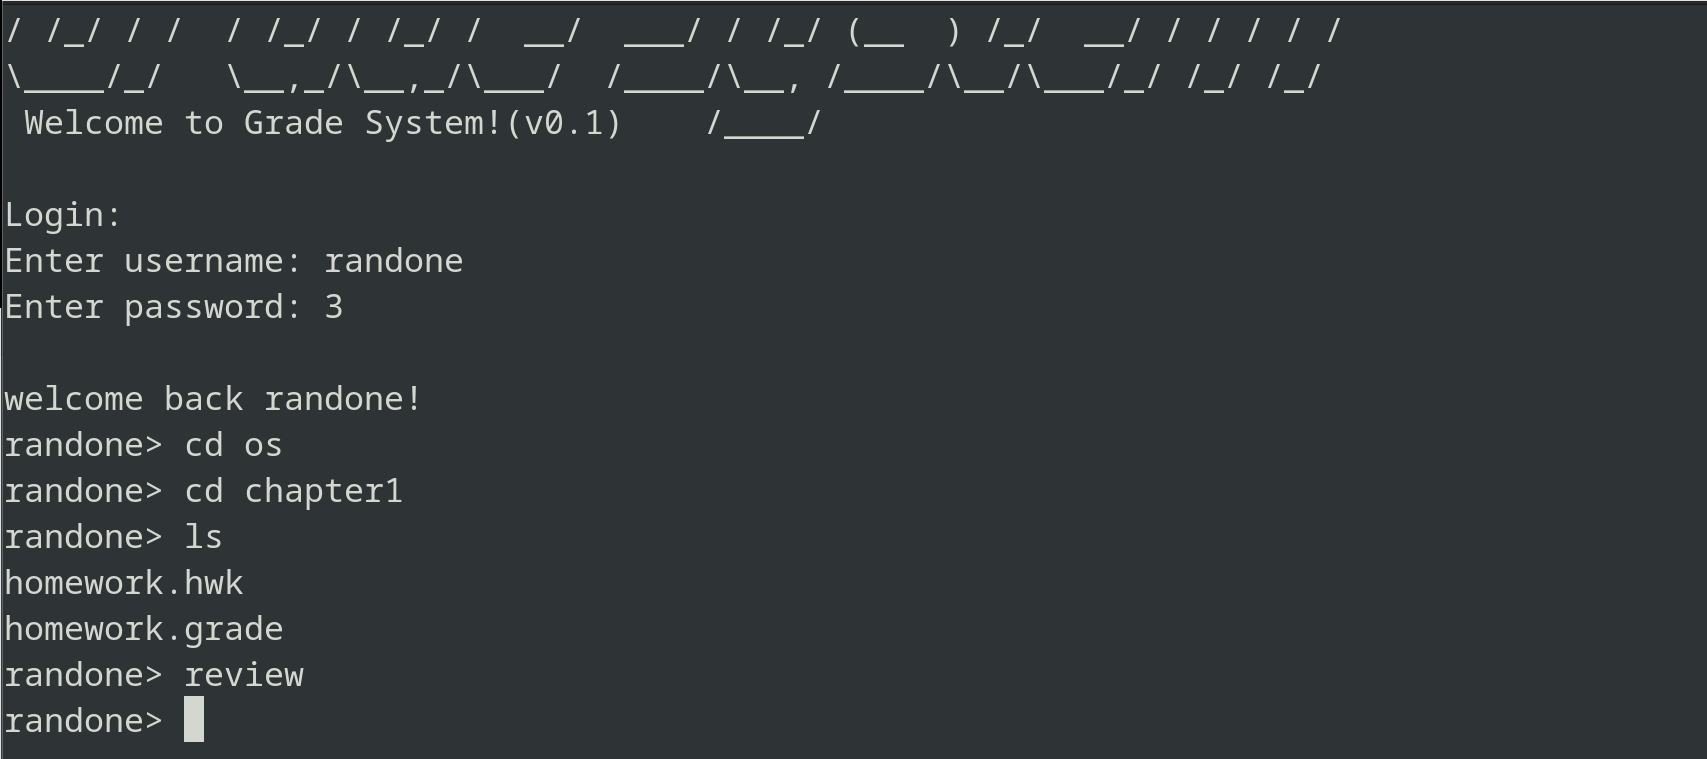 / /_/ / /  / /_/ / /_/ /  __/  ___/ / /_/ (__  ) /_/  __/ / / / / /
\____/_/   \__,_/\__,_/\___/  /____/\__, /____/\__/\___/_/ /_/ /_/
 Welcome to Grade System!(v0.1)    /____/
Login:
Enter username: randone
Enter password: 3
welcome back randone!
randone> cd os
randone> cd chapter1
randone> ls
homework.hwk
homework.grade
randone> review
randone>